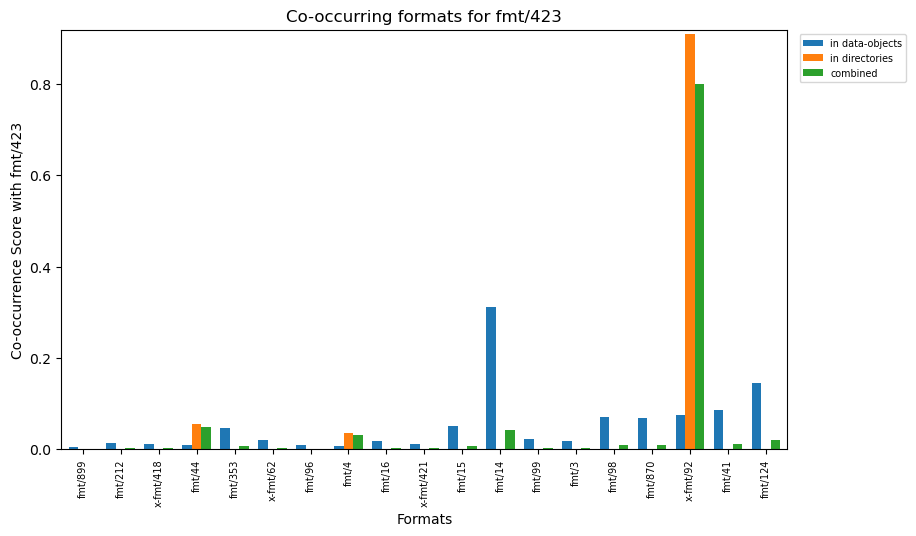 Co-occurring formats for fmt/423
in data-objects
in directories
combined
Co-occurrence Score with fmt/423
0.8
0.6
0.4
0.2
0.0
fmt/899
fmt/212
x-fmt/418
fmt/44
fmt/353
x-fmt/62
fmt/96
fmt/4
fmt/16
x-fmt/421
fmt/15
fmt/14
fmt/99
fmt/3
fmt/98
fmt/870
x-fmt/92
fmt/41
fmt/124
Formats